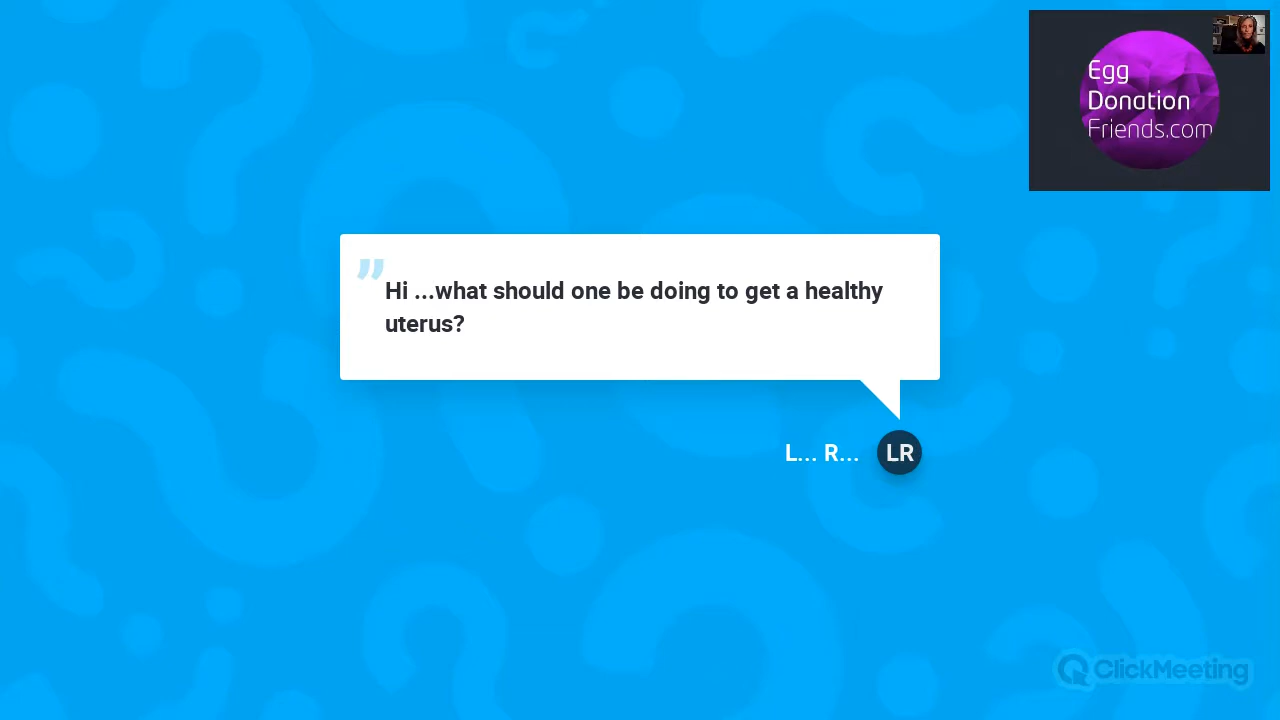 Egg
Donation
Friends.com
”
Hi ...what should one be doing to get a healthy
uterus?
L... R... LR
ClickMeeting